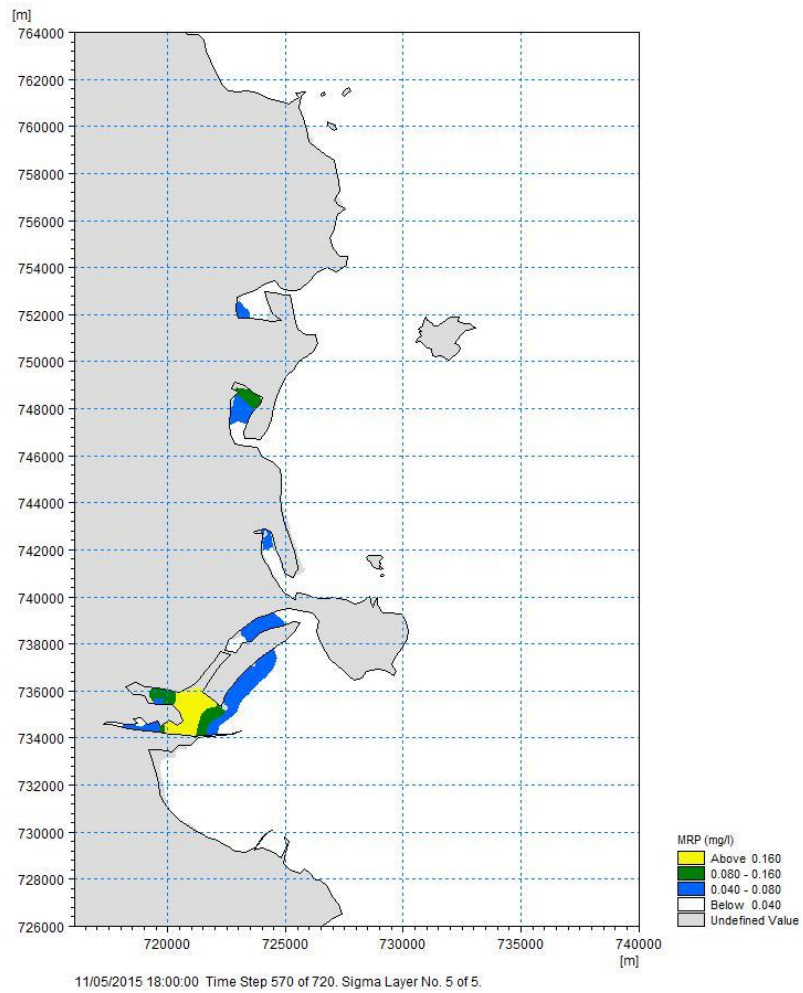 [m]
764000
762000
760000
758000
756000
754000
752000
750000
748000
746000
744000
742000
740000
738000
736000
734000
732000
730000
728000
726000
720000 725000 730000 735000 740000
[m]
MRP (mg/l)
Above 0.160
0.080 - 0.160
0.040 - 0.080
Below 0.040
Undefined Value
11/05/2015 18:00:00 Time Step 570 of 720. Sigma Layer No. 5 of 5.